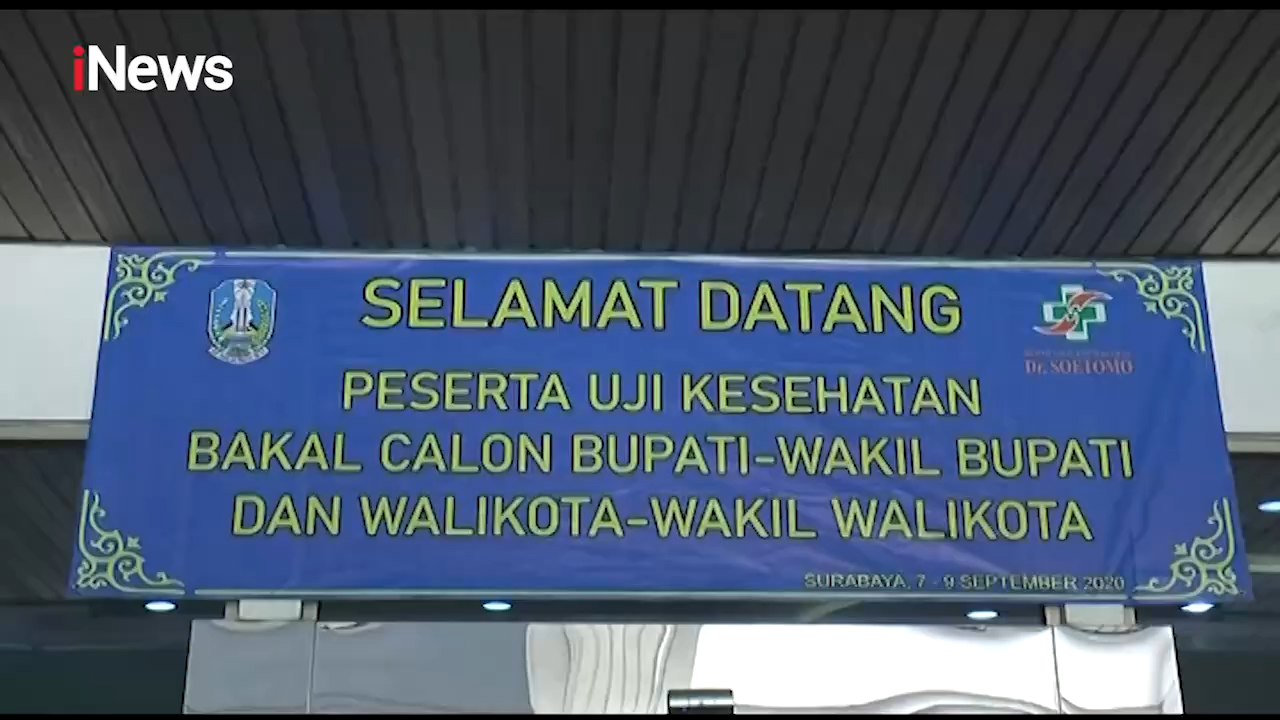 iNews
SELAMAT DATANG
Dr. SOETOMO
PESERTA UJI KESEHATAN
BAKAL CALON BUPATI-WAKIL BUPATI
DAN WALIKOTA-WAKIL WALIKOTA
SURABAYA, 7 - 9 SEPTEMBER 2020